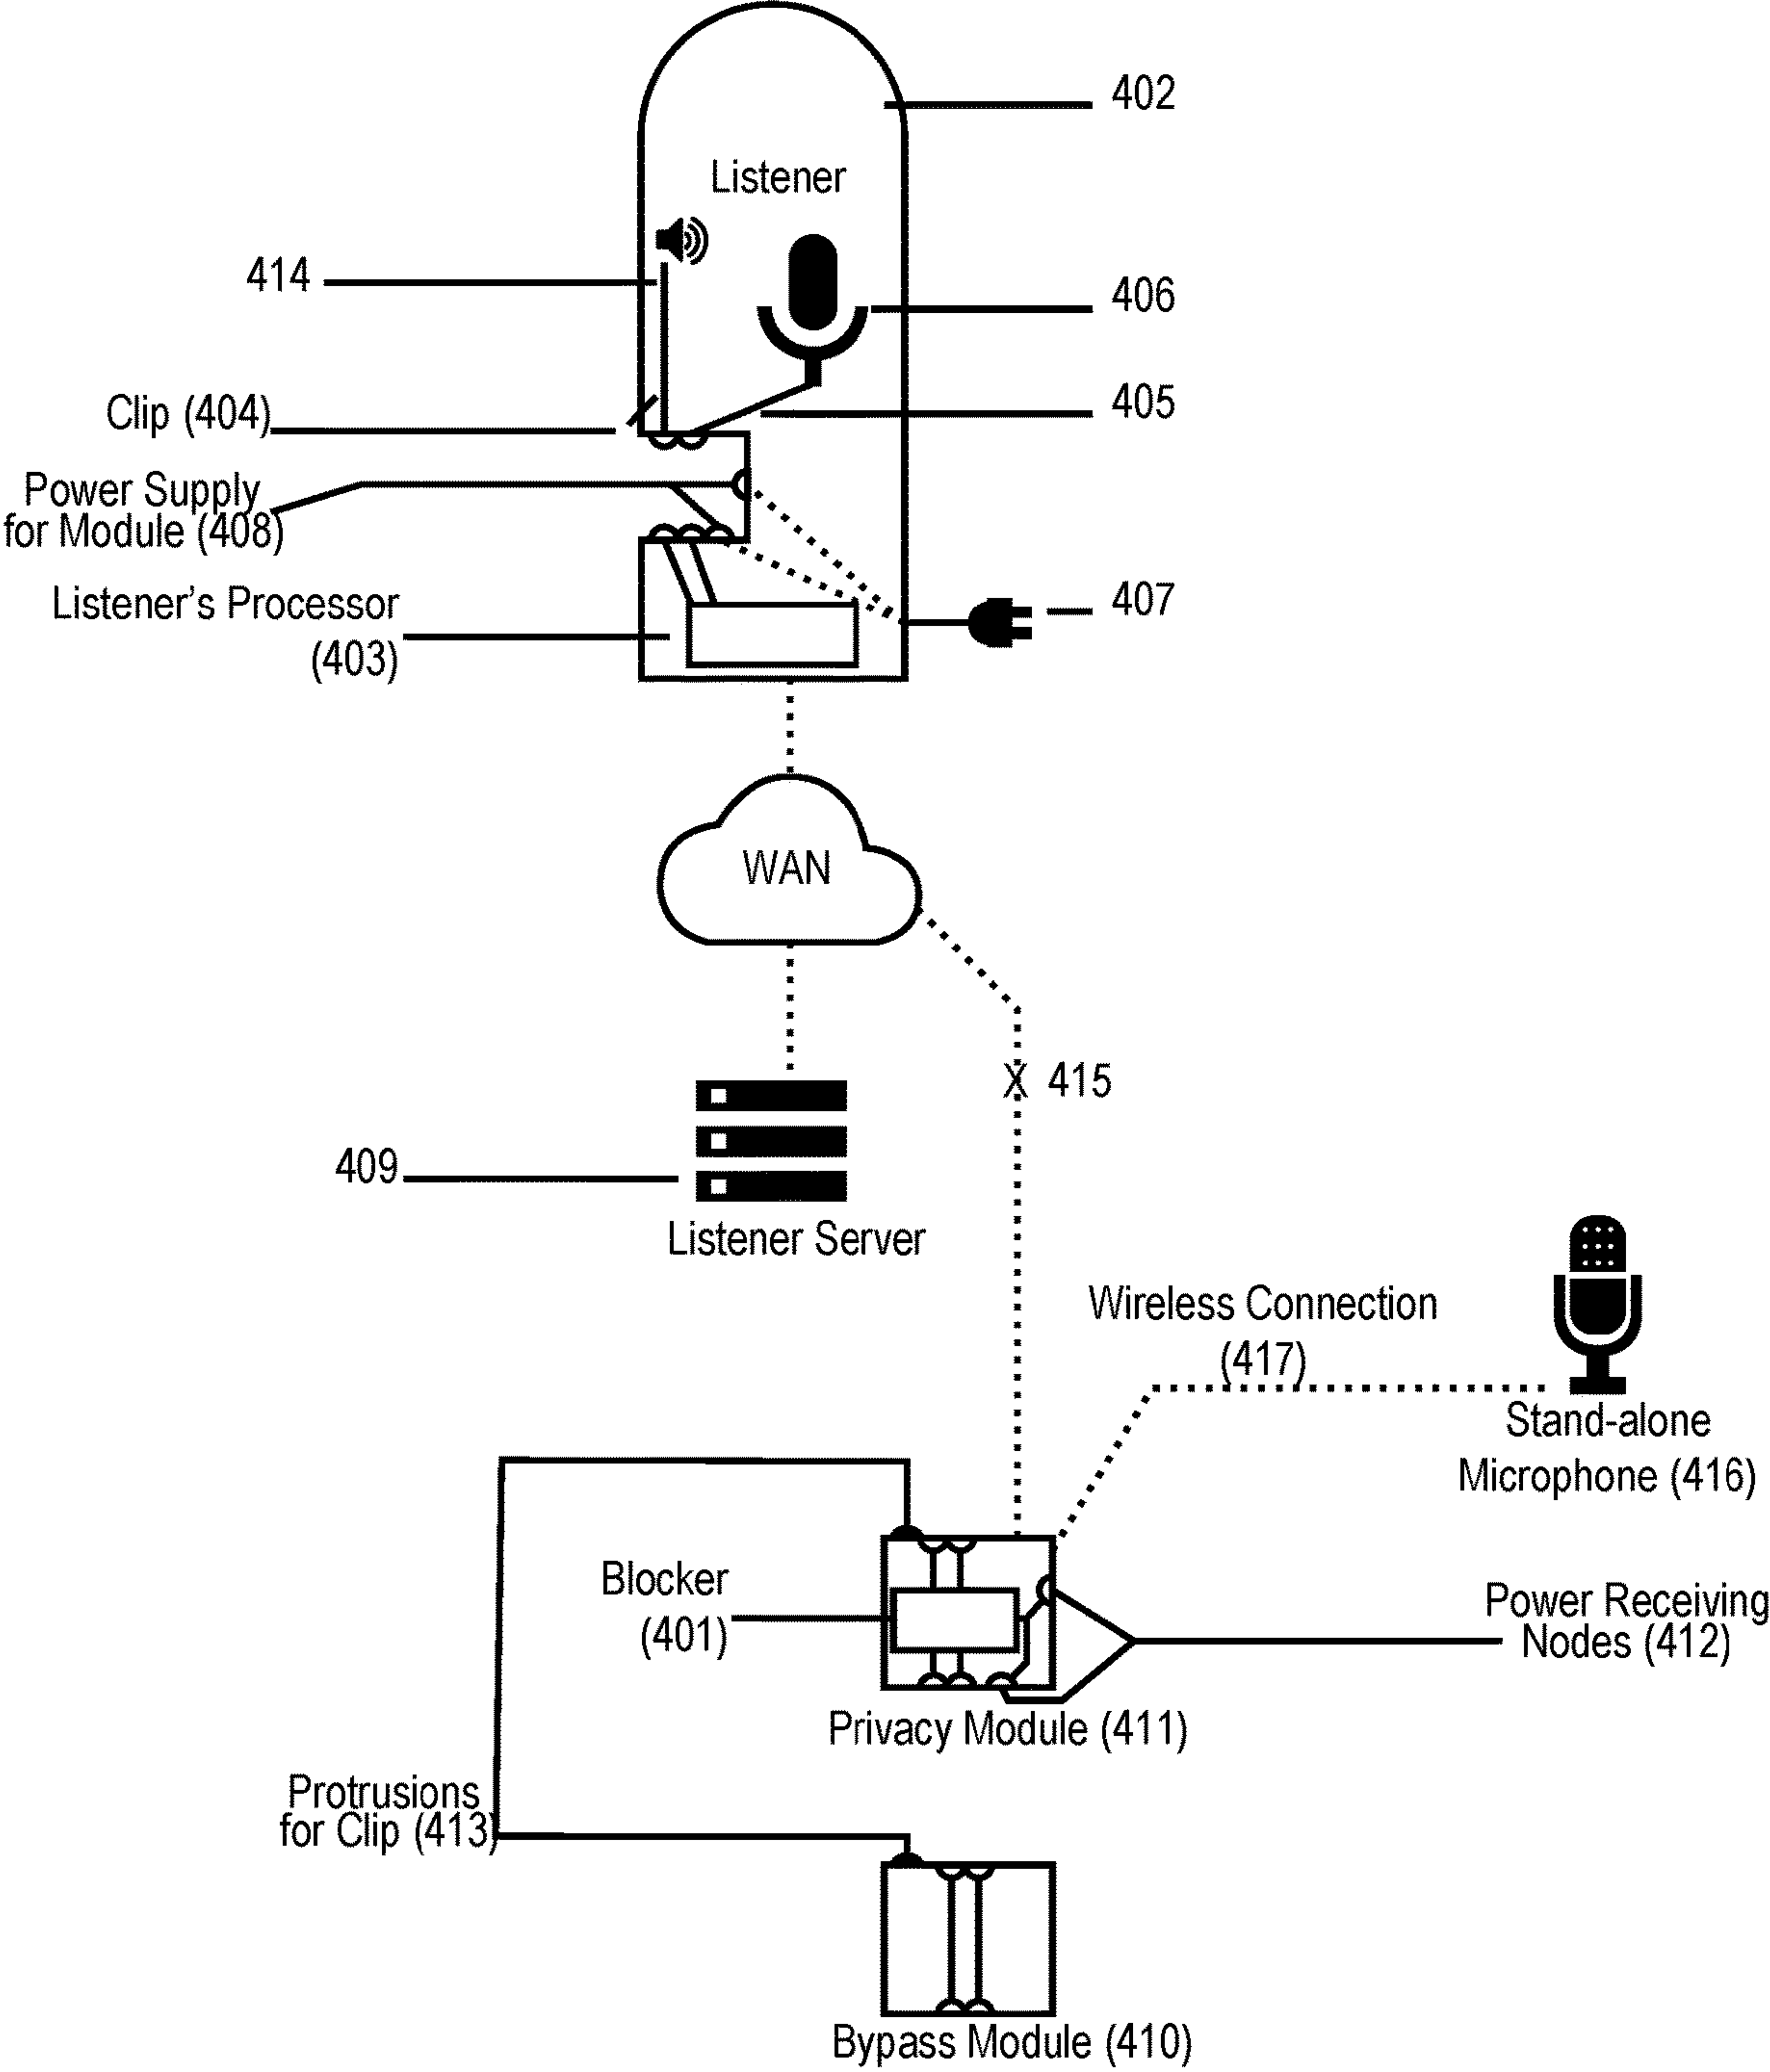 402
Listener
414
406
405
Clip (404)
Power Supply
for Module (408)
Listener's Processor
(403)
407
WAN
X 415
409
Listener Server
Wireless Connection
(417)
Stand-alone
Microphone (416)
Blocker
(401)
Power Receiving
Nodes (412)
Privacy Module (411)
Protrusions
for Clip (413)
Bypass Module (410)